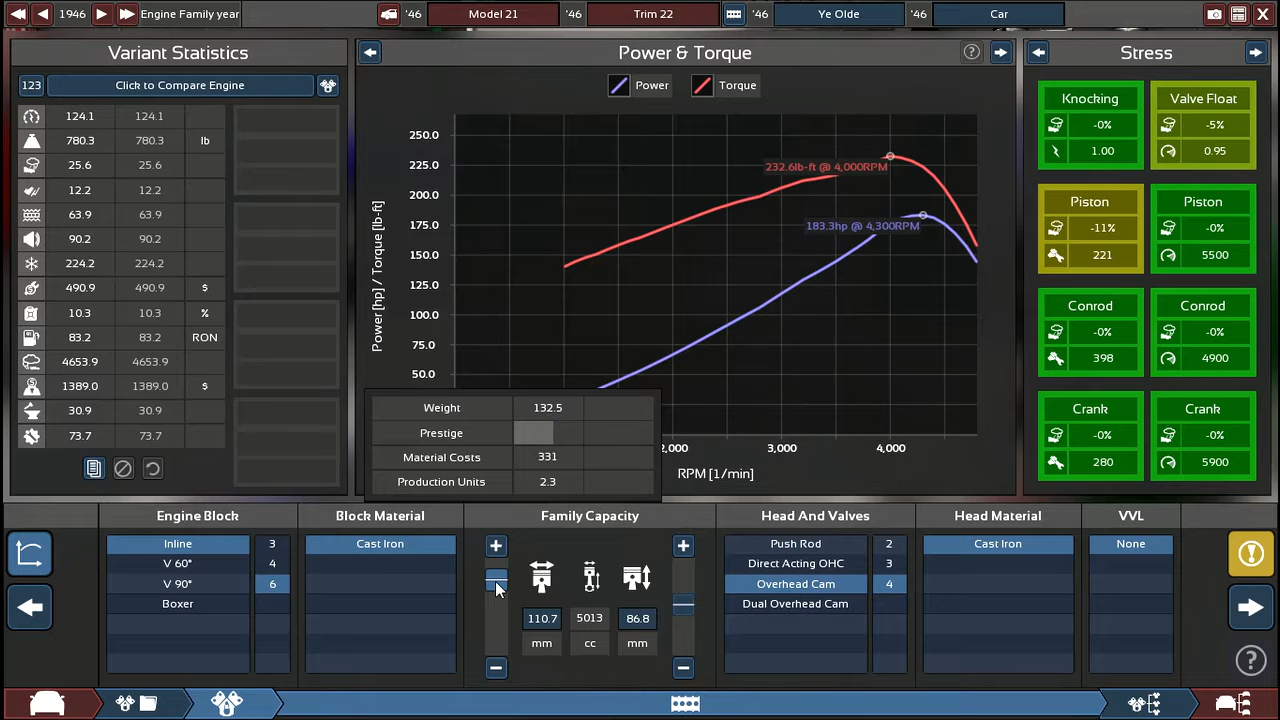 1946 Engine Family year '46 Model 21 '46 Trim 22 '46 Ye Olde '46 Car
Variant Statistics
123 Click to Compare Engine
124.1 124.1
780.3 780.3 lb
25.6 25.6
12.2 12.2
63.9 63.9
90.2 90.2
224.2 224.2
490.9 490.9 $
10.3 10.3 %
83.2 83.2 RON
4653.9 4653.9
1389.0 1389.0 $
30.9 30.9
73.7 73.7
Power & Torque
?
Power Torque
Power [hp] / Torque [lb-ft]
250.0
225.0
200.0
175.0
150.0
125.0
100.0
75.0
50.0
232.6lb-ft @ 4,000RPM
183.3hp @ 4,300RPM
2,000 3,000 4,000
RPM [1/min]
Weight 132.5
Prestige
Material Costs 331
Production Units 2.3
Stress
Knocking Valve Float
-0% -5%
1.00 0.95
Piston Piston
-11% -0%
221 5500
Conrod Conrod
-0% -0%
398 4900
Crank Crank
-0% -0%
280 5900
Engine Block
Inline 3
V 60° 4
V 90° 6
Boxer
Block Material
Cast Iron
Family Capacity
110.7 5013 86.8
mm cc mm
Head And Valves
Push Rod 2
Direct Acting OHC 3
Overhead Cam 4
Dual Overhead Cam
Head Material
Cast Iron
VVL
None
?